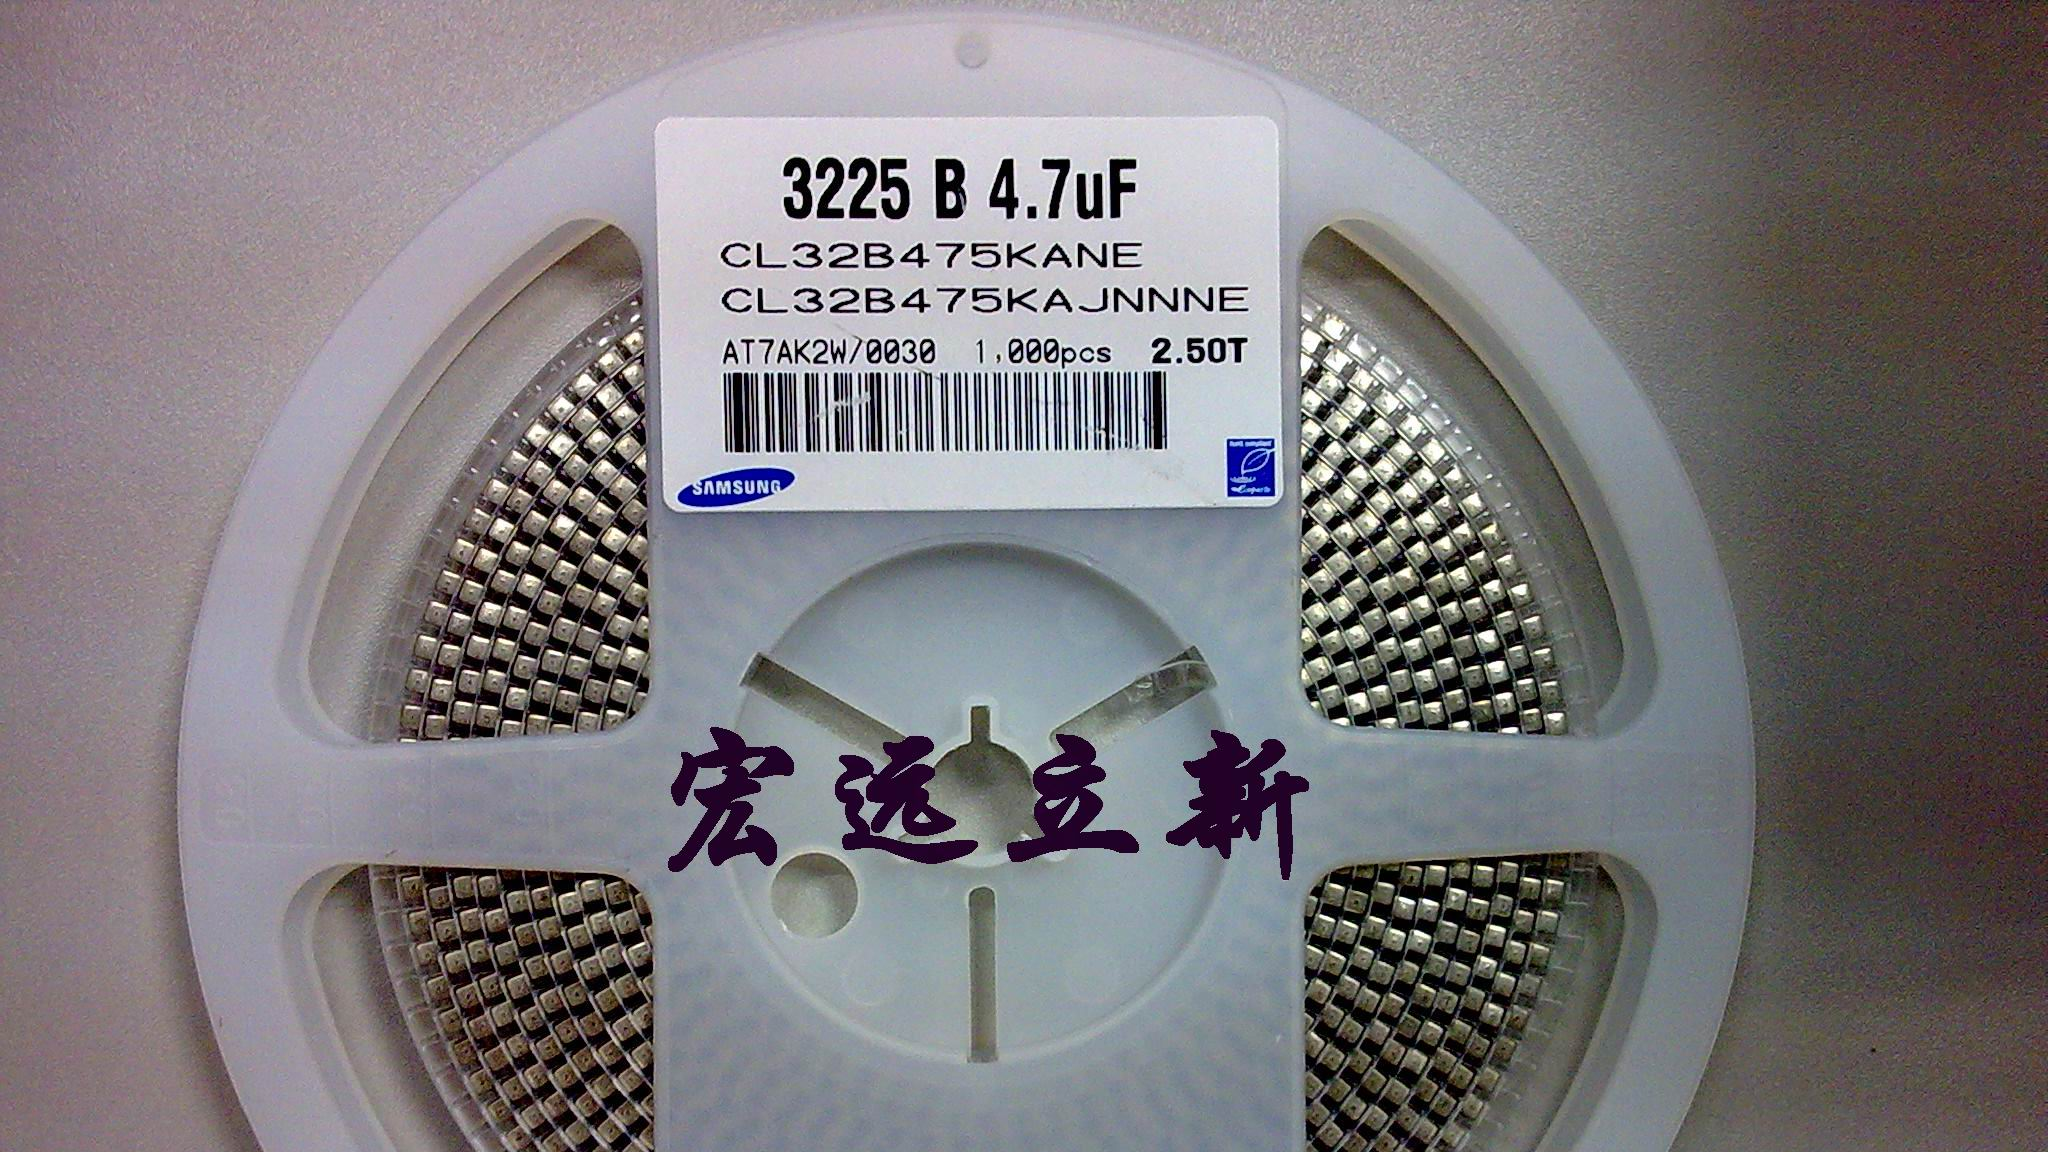 3225 B 4.7uF
CL32B475KANE
CL32B475KAJNNNE
AT7AK2W/0030 1,000pcs 2.50T
SAMSUNG
宏远立新